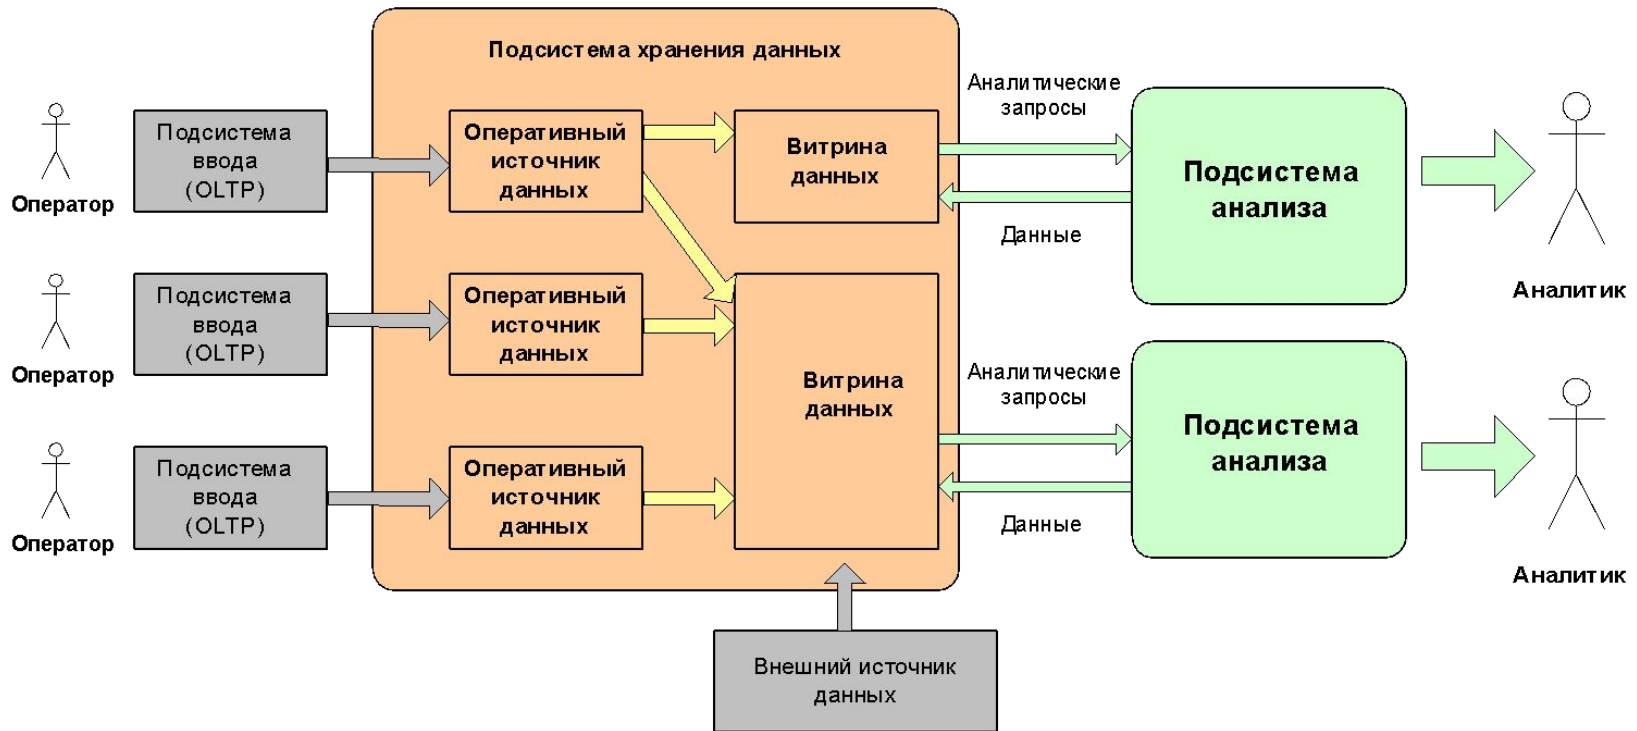 Подсистема хранения данных
Аналитические
запросы
Оператор
Подсистема
ввода
(OLTP)
Оперативный
источник
данных
Витрина
данных
Данные
Подсистема
анализа
Аналитик
Оператор
Подсистема
ввода
(OLTP)
Оперативный
источник
данных
Витрина
данных
Аналитические
запросы
Данные
Подсистема
анализа
Аналитик
Оператор
Подсистема
ввода
(OLTP)
Оперативный
источник
данных
Внешний источник
данных